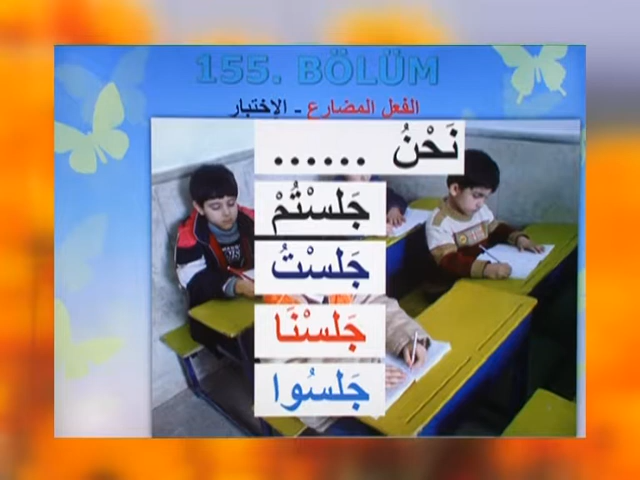 155. BÖLÜM
الفعل المضارع - الاختبار
نَحْنُ ......
جَلسْتُمْ
جَلسْتُ
جَلسْنَا
جَلسُوا